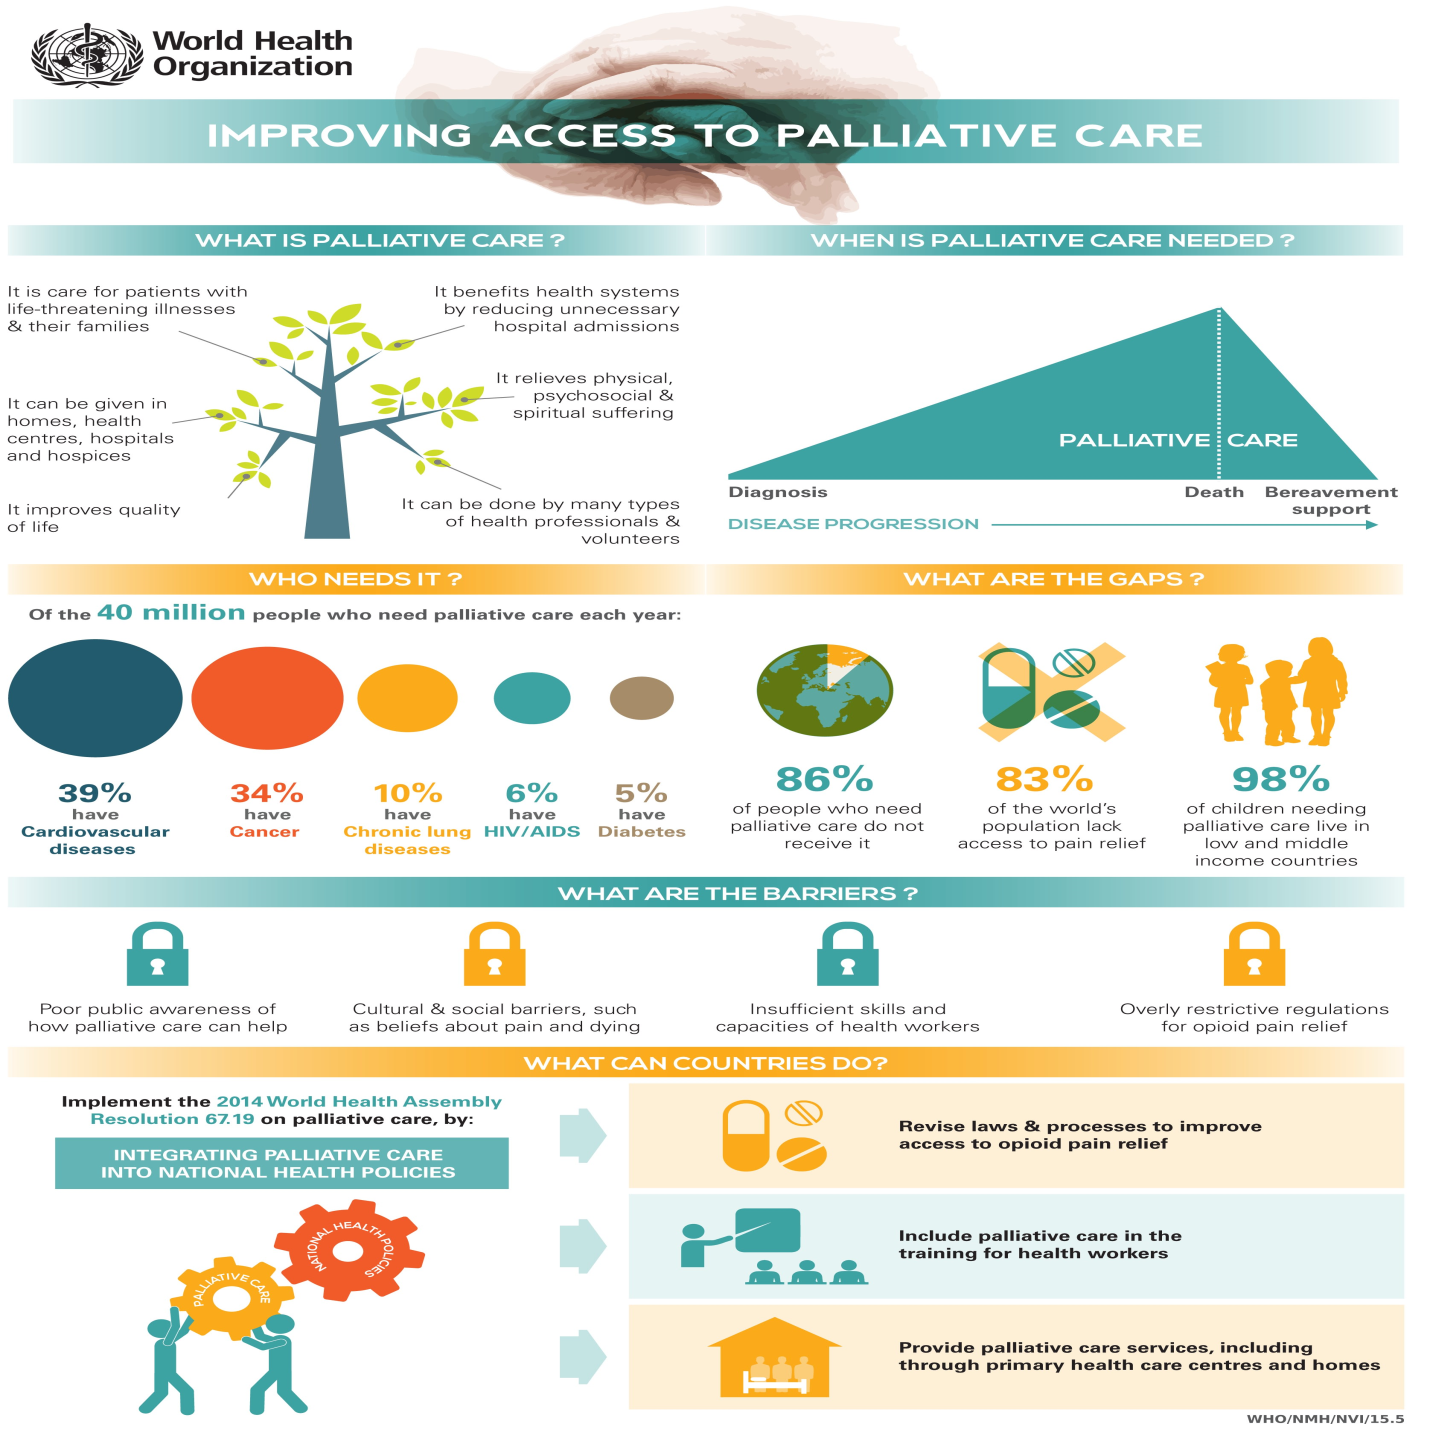 World Health
Organization
IMPROVING ACCESS TO PALLIATIVE CARE
WHAT IS PALLIATIVE CARE ?
It is care for patients with
life-threatening illnesses
& their families
It can be given in
homes, health
centres, hospitals
and hospices
It improves quality
of life
It benefits health systems
by reducing unnecessary
hospital admissions
It relieves physical,
psychosocial &
spiritual suffering
It can be done by many types
of health professionals &
volunteers
WHEN IS PALLIATIVE CARE NEEDED ?
PALLIATIVE CARE
Diagnosis
Death
Bereavement
support
DISEASE PROGRESSION
WHO NEEDS IT ?
Of the 40 million people who need palliative care each year:
39%
have
Cardiovascular
diseases
34%
have
Cancer
10%
have
Chronic lung
diseases
6%
have
HIV/AIDS
5%
have
Diabetes
WHAT ARE THE GAPS ?
86%
of people who need
palliative care do not
receive it
83%
of the world's
population lack
access to pain relief
98%
of children needing
palliative care live in
low and middle
income countries
WHAT ARE THE BARRIERS ?
Poor public awareness of
how palliative care can help
Cultural & social barriers, such
as beliefs about pain and dying
Insufficient skills and
capacities of health workers
Overly restrictive regulations
for opioid pain relief
WHAT CAN COUNTRIES DO?
Implement the 2014 World Health Assembly
Resolution 67.19 on palliative care, by:
INTEGRATING PALLIATIVE CARE
INTO NATIONAL HEALTH POLICIES
NATIONAL HEALTH POLICIES
PALLIATIVE CARE
Revise laws & processes to improve
access to opioid pain relief
Include palliative care in the
training for health workers
Provide palliative care services, including
through primary health care centres and homes
WHO/NMH/NVI/15.5